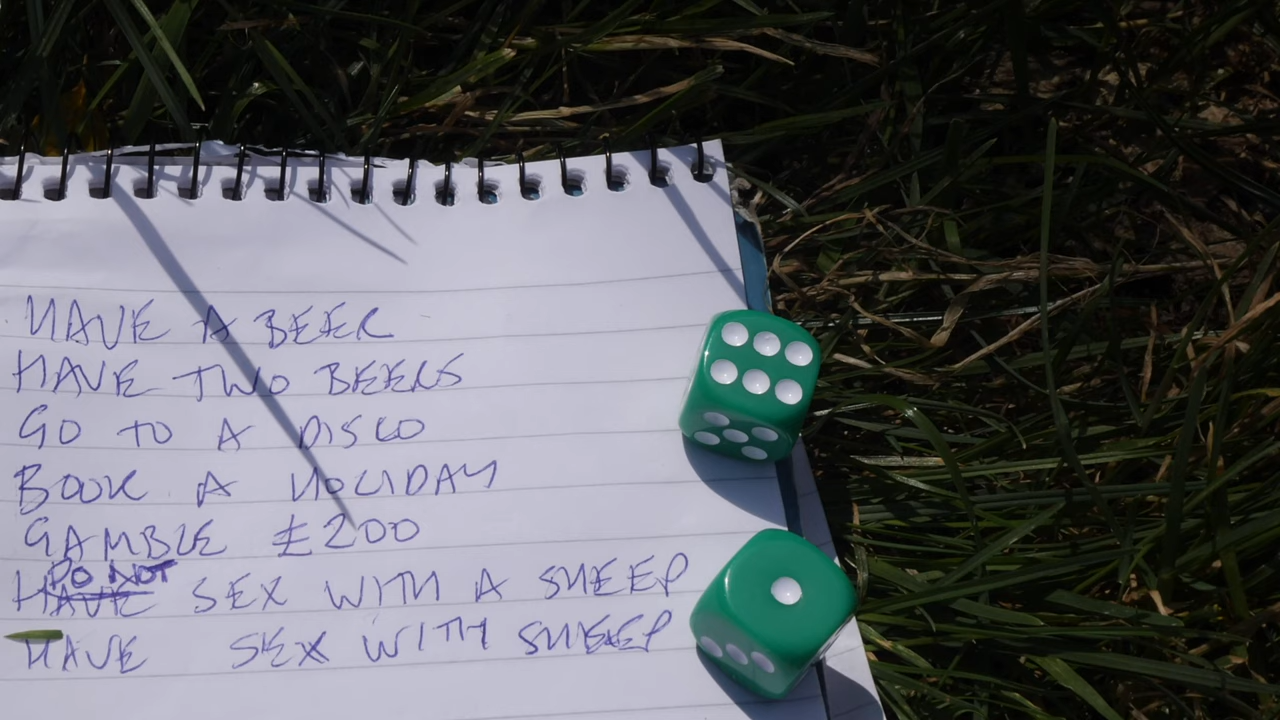 HAVE A BEER
HAVE TWO BEERS
GO TO A DISCO
BOOK A HOLIDAY
GAMBLE £200
DO NOT
HAVE SEX WITH A SHEEP
HAVE SEX WITH SHEEP